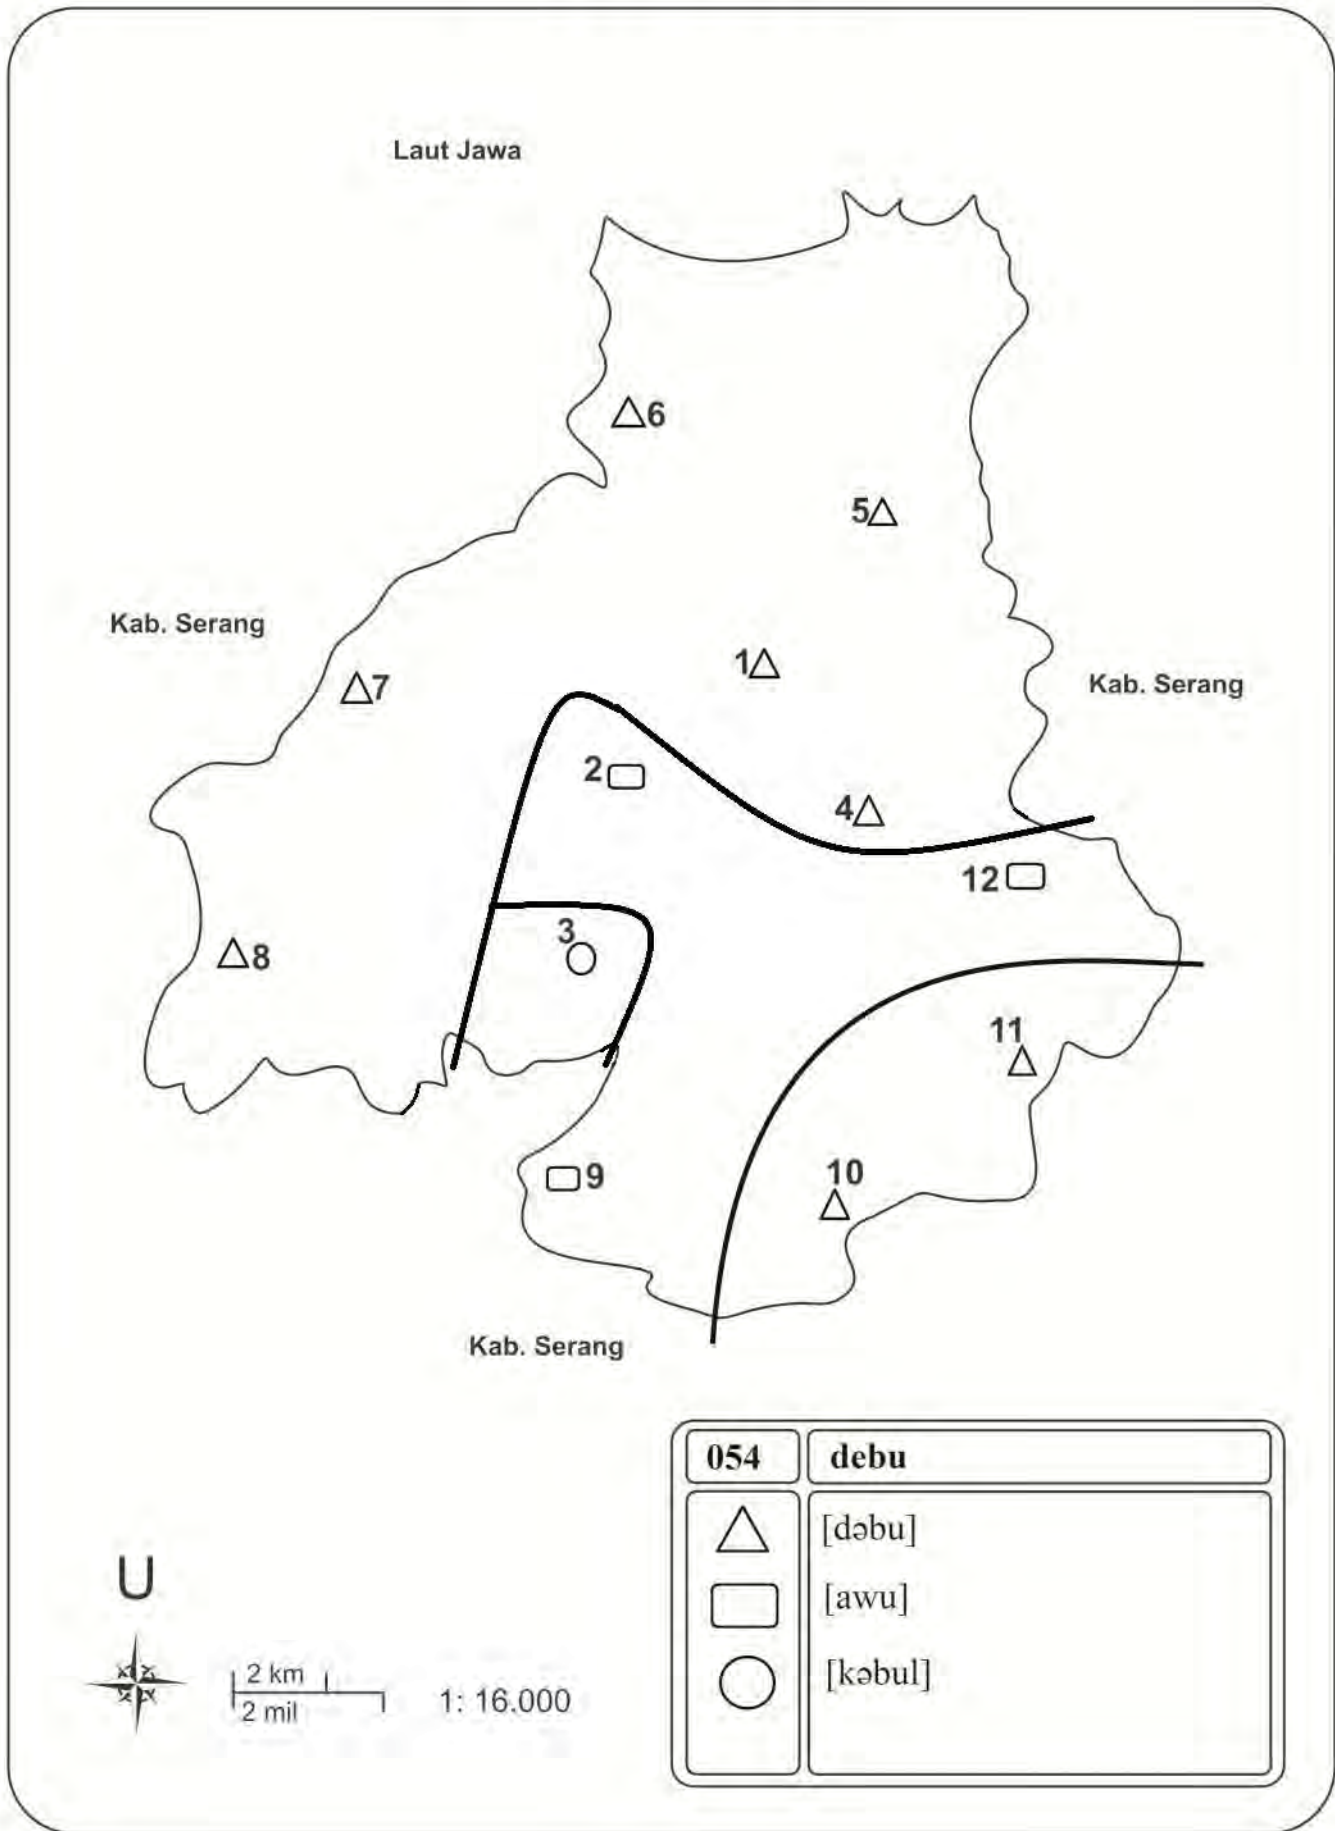 Laut Jawa
6
5
Kab. Serang
1
7
Kab. Serang
2
4
12
3
8
11
10
9
Kab. Serang
054 debu
[dəbu]
[awu]
[kəbul]
U
2 km
2 mil
1: 16.000